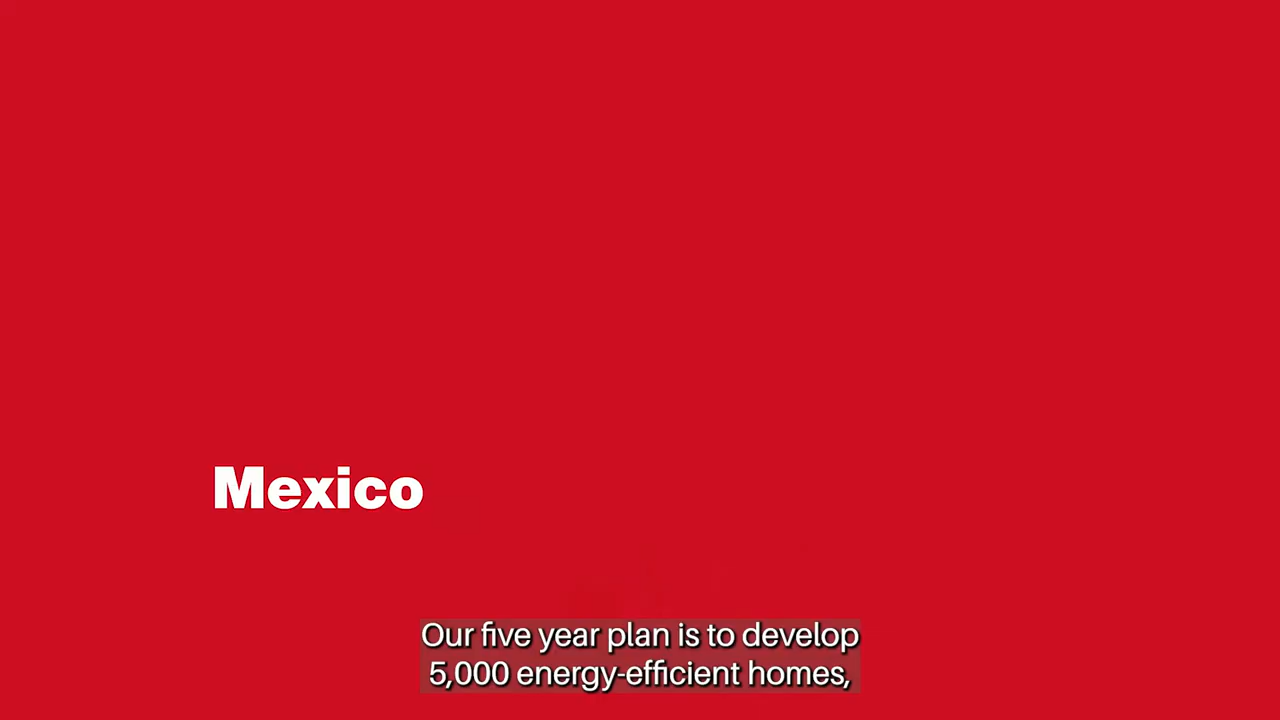 Mexico
Our five year plan is to develop
5,000 energy-efficient homes,